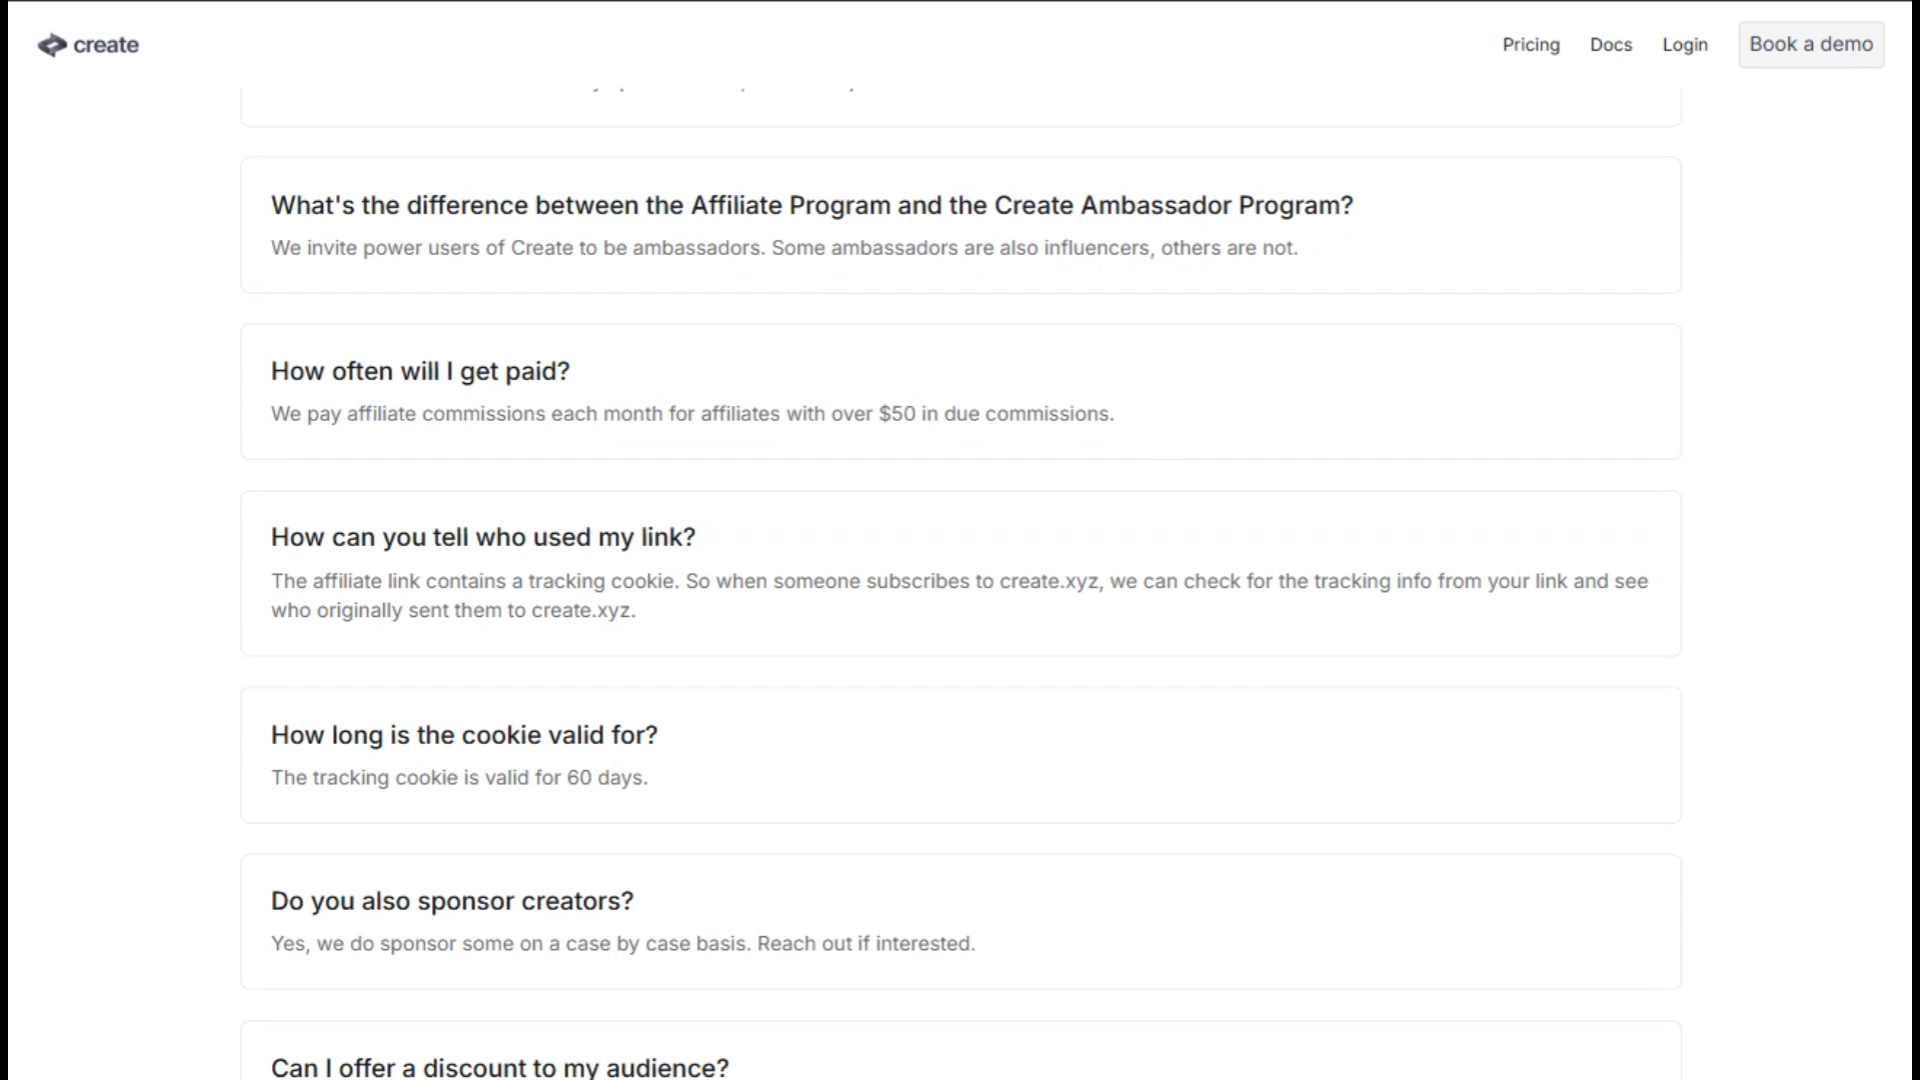 create
Pricing
Docs
Login
Book a demo
What's the difference between the Affiliate Program and the Create Ambassador Program?
We invite power users of Create to be ambassadors. Some ambassadors are also influencers, others are not.
How often will I get paid?
We pay affiliate commissions each month for affiliates with over $50 in due commissions.
How can you tell who used my link?
The affiliate link contains a tracking cookie. So when someone subscribes to create.xyz, we can check for the tracking info from your link and see
who originally sent them to create.xyz.
How long is the cookie valid for?
The tracking cookie is valid for 60 days.
Do you also sponsor creators?
Yes, we do sponsor some on a case by case basis. Reach out if interested.
Can I offer a discount to my audience?